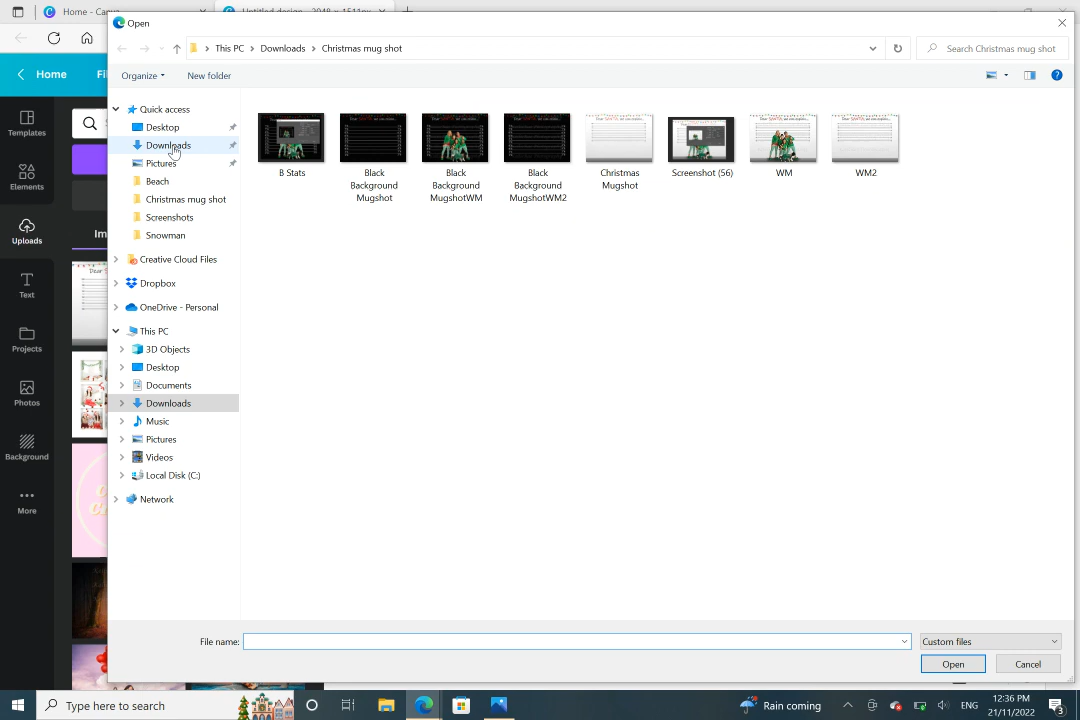 Home - Canva
Untitled design - 2048 × 1511px
Open
This PC > Downloads > Christmas mug shot
Search Christmas mug shot
Home
Fil
Organize
New folder
Templates
Elements
Uploads
Text
Projects
Photos
Background
More
Im
Quick access
Desktop
Downloads
Pictures
Beach
Christmas mug shot
Screenshots
Snowman
Creative Cloud Files
Dropbox
OneDrive - Personal
This PC
3D Objects
Desktop
Documents
Downloads
Music
Pictures
Videos
Local Disk (C:)
Network
B Stats
Black
Background
Mugshot
Black
Background
MugshotWM
Black
Background
MugshotWM2
Christmas
Mugshot
Screenshot (56)
WM
WM2
File name:
Custom files
Open
Cancel
Type here to search
Rain coming
ENG
12:36 PM
21/11/2022
3